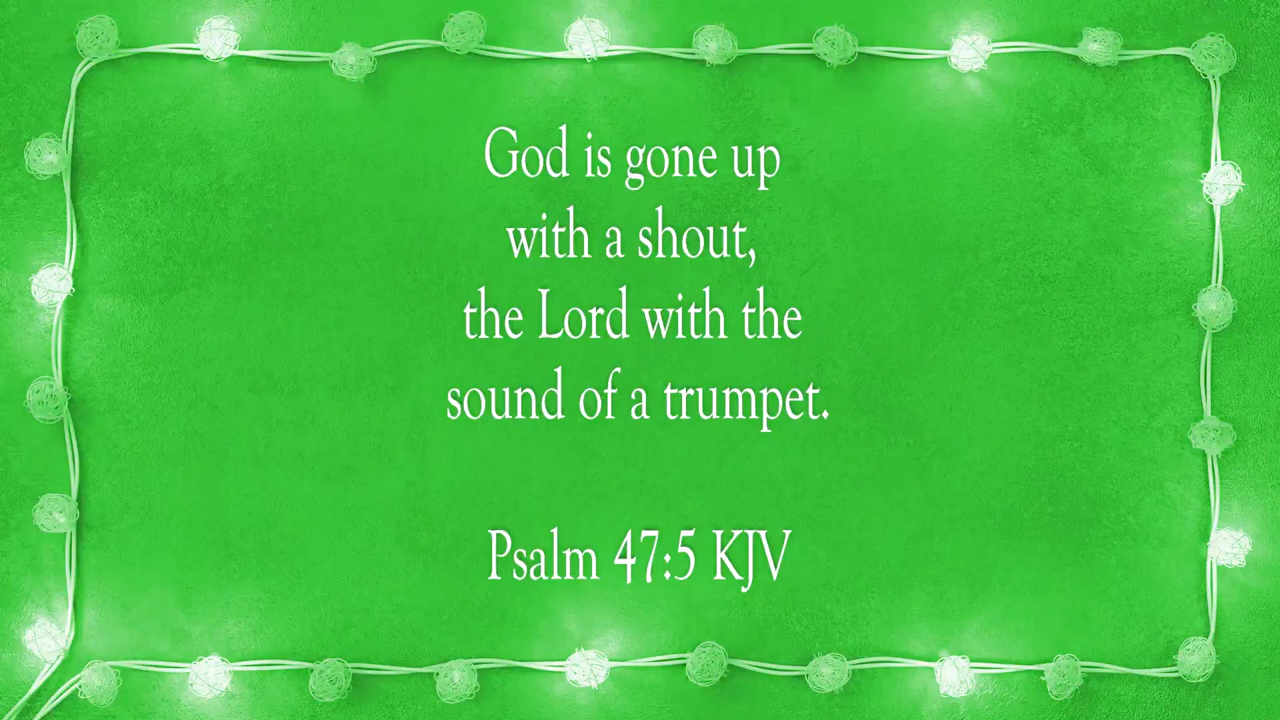 God is gone up
with a shout,
the Lord with the
sound of a trumpet.
Psalm 47:5 KJV